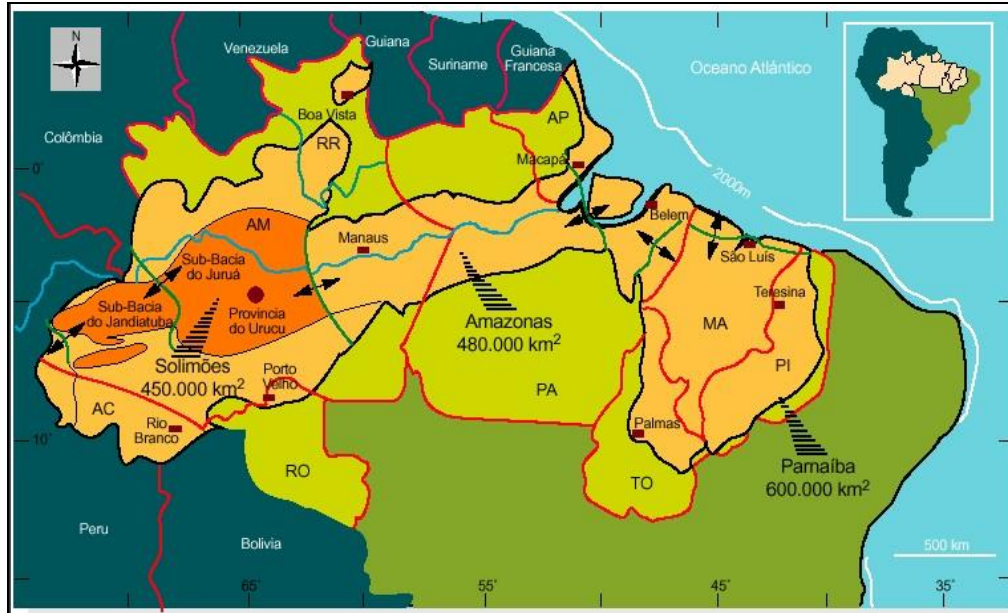 N
Venezuela
Guiana
Suriname
Guiana
Francesa
Oceano Atlántico
Colômbia
Boa Vista
RR
AP
Macapá
0°
2000m
Belem
AM
Manaus
São Luís
Sub-Bacia
do Juruá
Sub-Bacia
do Jandiatuba
Provincia
do Urucu
Teresina
Amazonas
480.000 km²
MA
Solimões
450.000 km²
Porto
Velho
PA
PI
AC
Rio
Branco
Palmas
10°
RO
TO
Parnaíba
600.000 km²
Peru
Bolivia
500 km
65°
55°
45°
35°